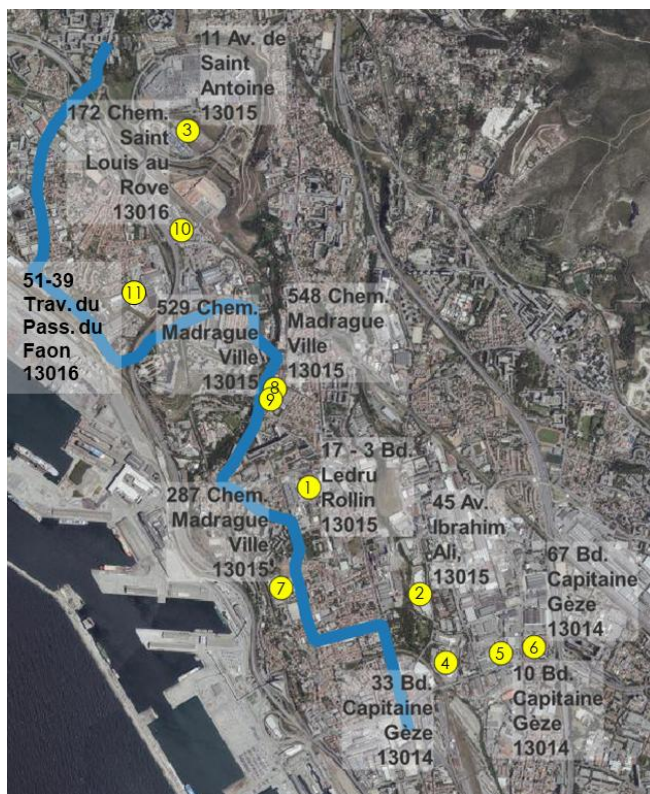 11 Av. de
Saint
Antoine
13015
172 Chem.
Saint
Louis au
Rove
13016
3
10
51-39
Trav. du
Pass. du
Faon
13016
11
529 Chem.
Madrague
Ville
13015
548 Chem.
Madrague
Ville
13015
8
9
17 - 3 Bd.
Ledru
Rollin
13015
1
287 Chem.
Madrague
Ville
13015
7
45 Av.
Ibrahim
Ali,
13015
2
67 Bd.
Capitaine
Gèze
13014
4
5
6
33 Bd.
Capitaine
Gèze
13014
10 Bd.
Capitaine
Gèze
13014